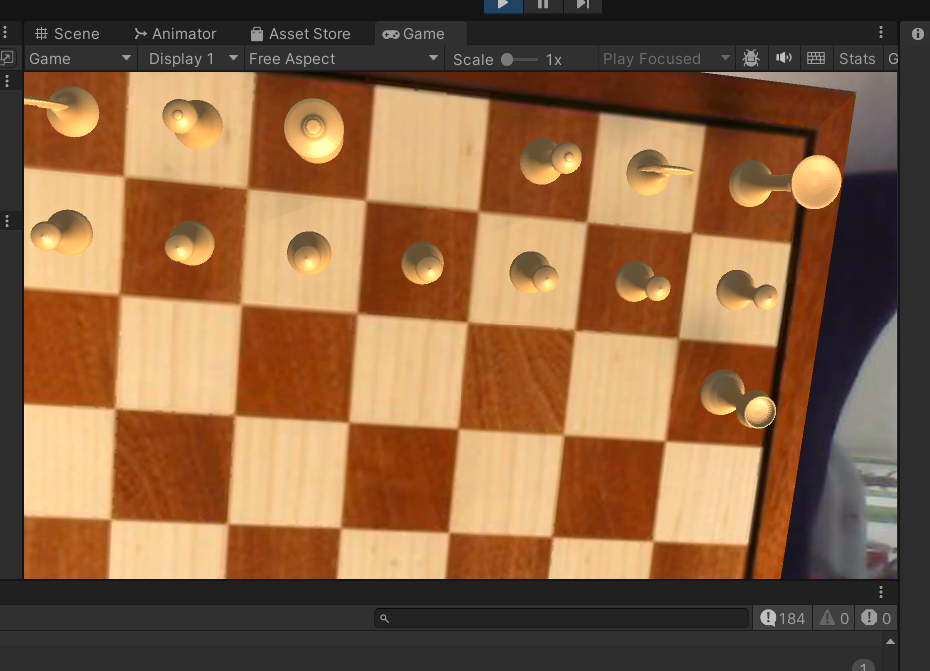 Scene Animator Asset Store Game
Game Display 1 Free Aspect Scale 1x Play Focused Stats G
184 0 0
1